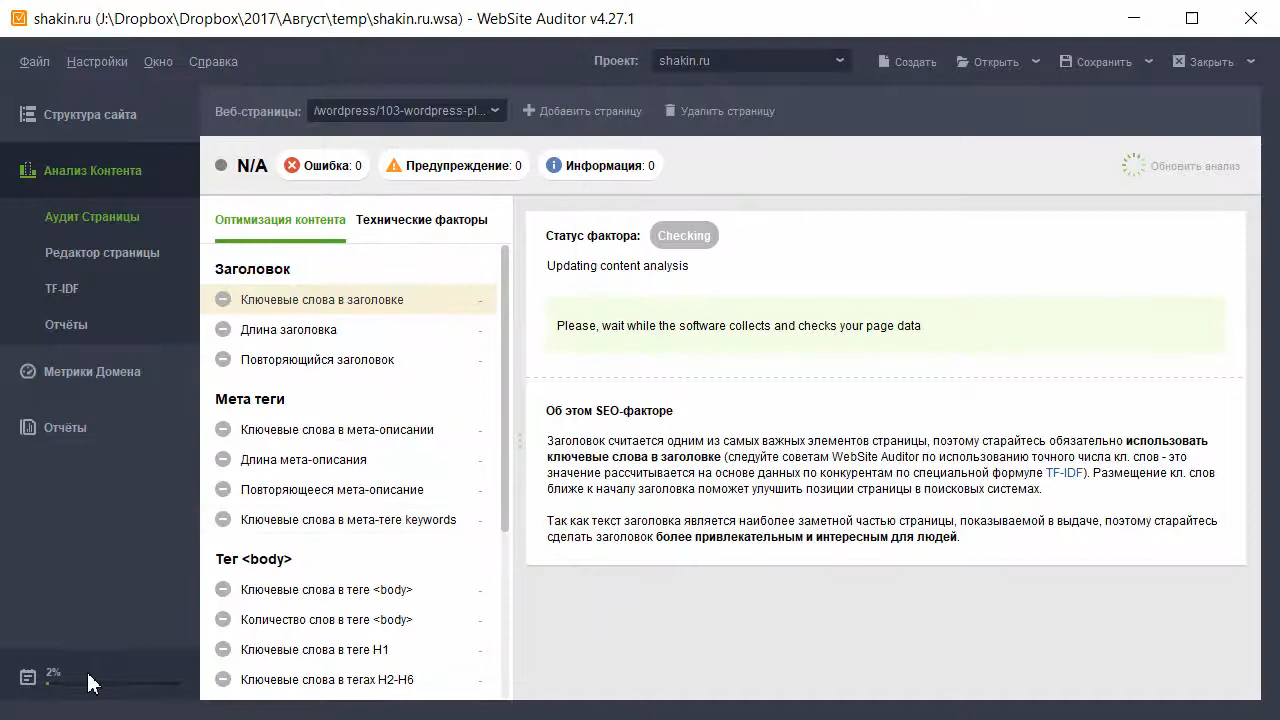 shakin.ru (J:\Dropbox\Dropbox\2017\Август\temp\shakin.ru.wsa) - WebSite Auditor v4.27.1
Файл Настройки Окно Справка Проект: shakin.ru Создать Открыть Сохранить Закрыть
Структура сайта
Веб-страницы: /wordpress/103-wordpress-pl... Добавить страницу Удалить страницу
N/A Ошибка: 0 Предупреждение: 0 Информация: 0 Обновить анализ
Анализ Контента
Аудит Страницы
Редактор страницы
TF-IDF
Отчёты
Метрики Домена
Отчёты
2%
Оптимизация контента Технические факторы
Заголовок
Ключевые слова в заголовке -
Длина заголовка -
Повторяющийся заголовок -
Мета теги
Ключевые слова в мета-описании -
Длина мета-описания -
Повторяющееся мета-описание -
Ключевые слова в мета-теге keywords -
Тег <body>
Ключевые слова в теге <body> -
Количество слов в теге <body> -
Ключевые слова в теге H1 -
Ключевые слова в тегах H2-H6 -
Статус фактора: Checking
Updating content analysis
Please, wait while the software collects and checks your page data
Об этом SEO-факторе
Заголовок считается одним из самых важных элементов страницы, поэтому старайтесь обязательно использовать
ключевые слова в заголовке (следуйте советам WebSite Auditor по использованию точного числа кл. слов - это
значение рассчитывается на основе данных по конкурентам по специальной формуле TF-IDF). Размещение кл. слов
ближе к началу заголовка поможет улучшить позиции страницы в поисковых системах.
Так как текст заголовка является наиболее заметной частью страницы, показываемой в выдаче, поэтому старайтесь
сделать заголовок более привлекательным и интересным для людей.